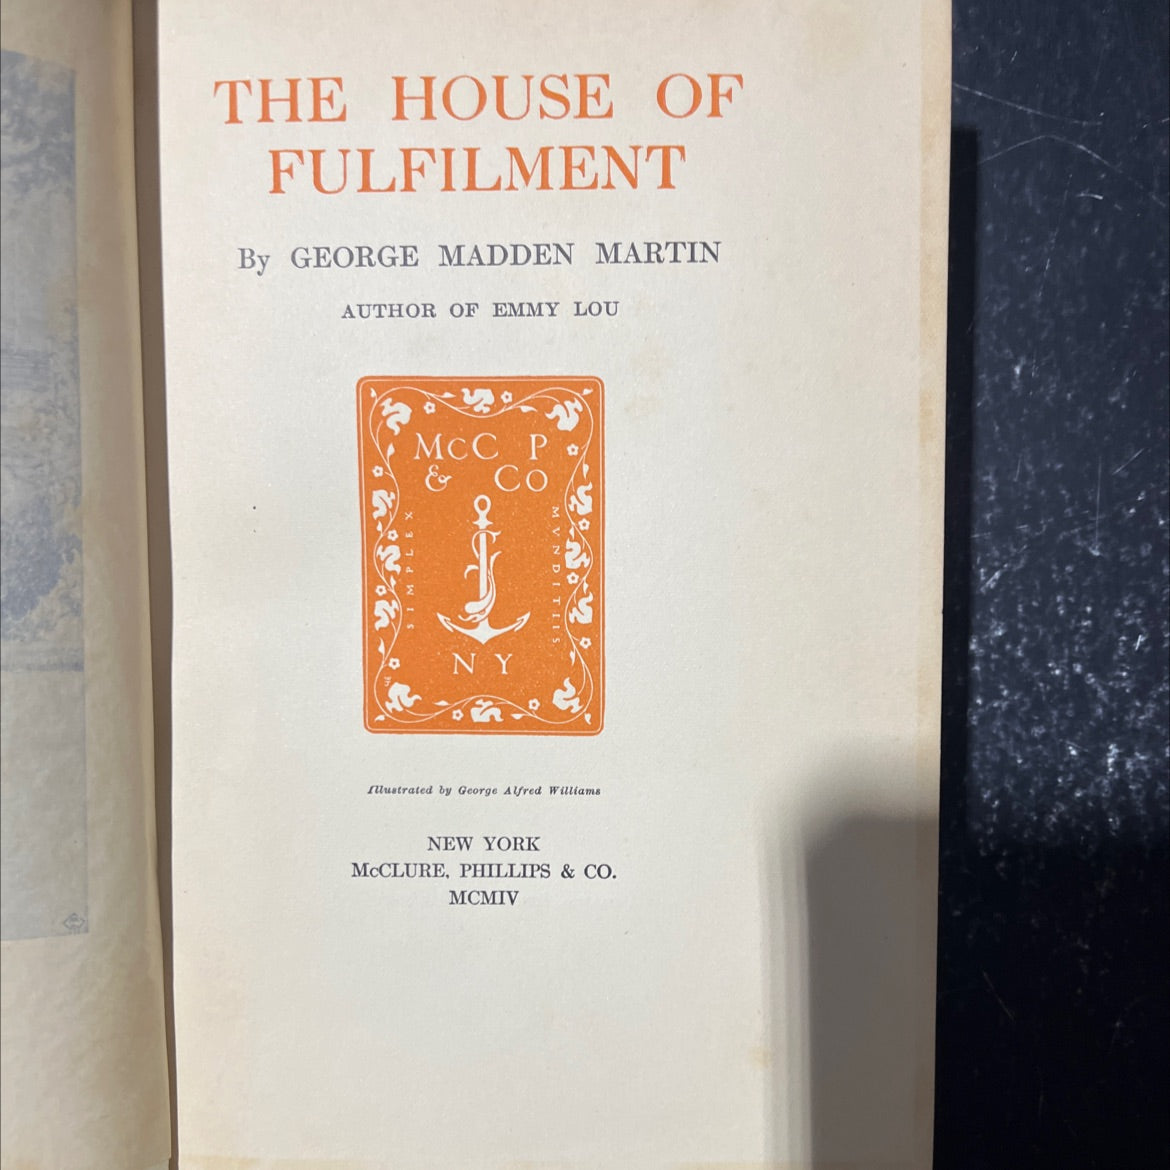 THE HOUSE OF
FULFILMENT
By GEORGE MADDEN MARTIN
AUTHOR OF EMMY LOU
McC P
& Co
SIMPLEX
MVNDITIIS
N Y
Illustrated by George Alfred Williams
NEW YORK
McCLURE, PHILLIPS & CO.
MCMIV